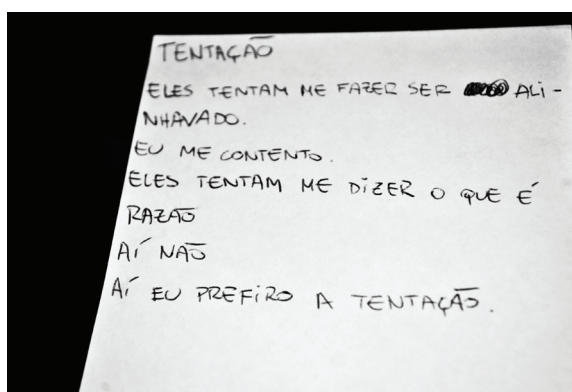 TENTAÇÃO
ELES TENTAM ME FAZER SER ALI-
NHAVADO.
EU ME CONTENTO.
ELES TENTAM ME DIZER O QUE É
RAZÃO
AÍ NÃO
AÍ EU PREFIRO A TENTAÇÃO.